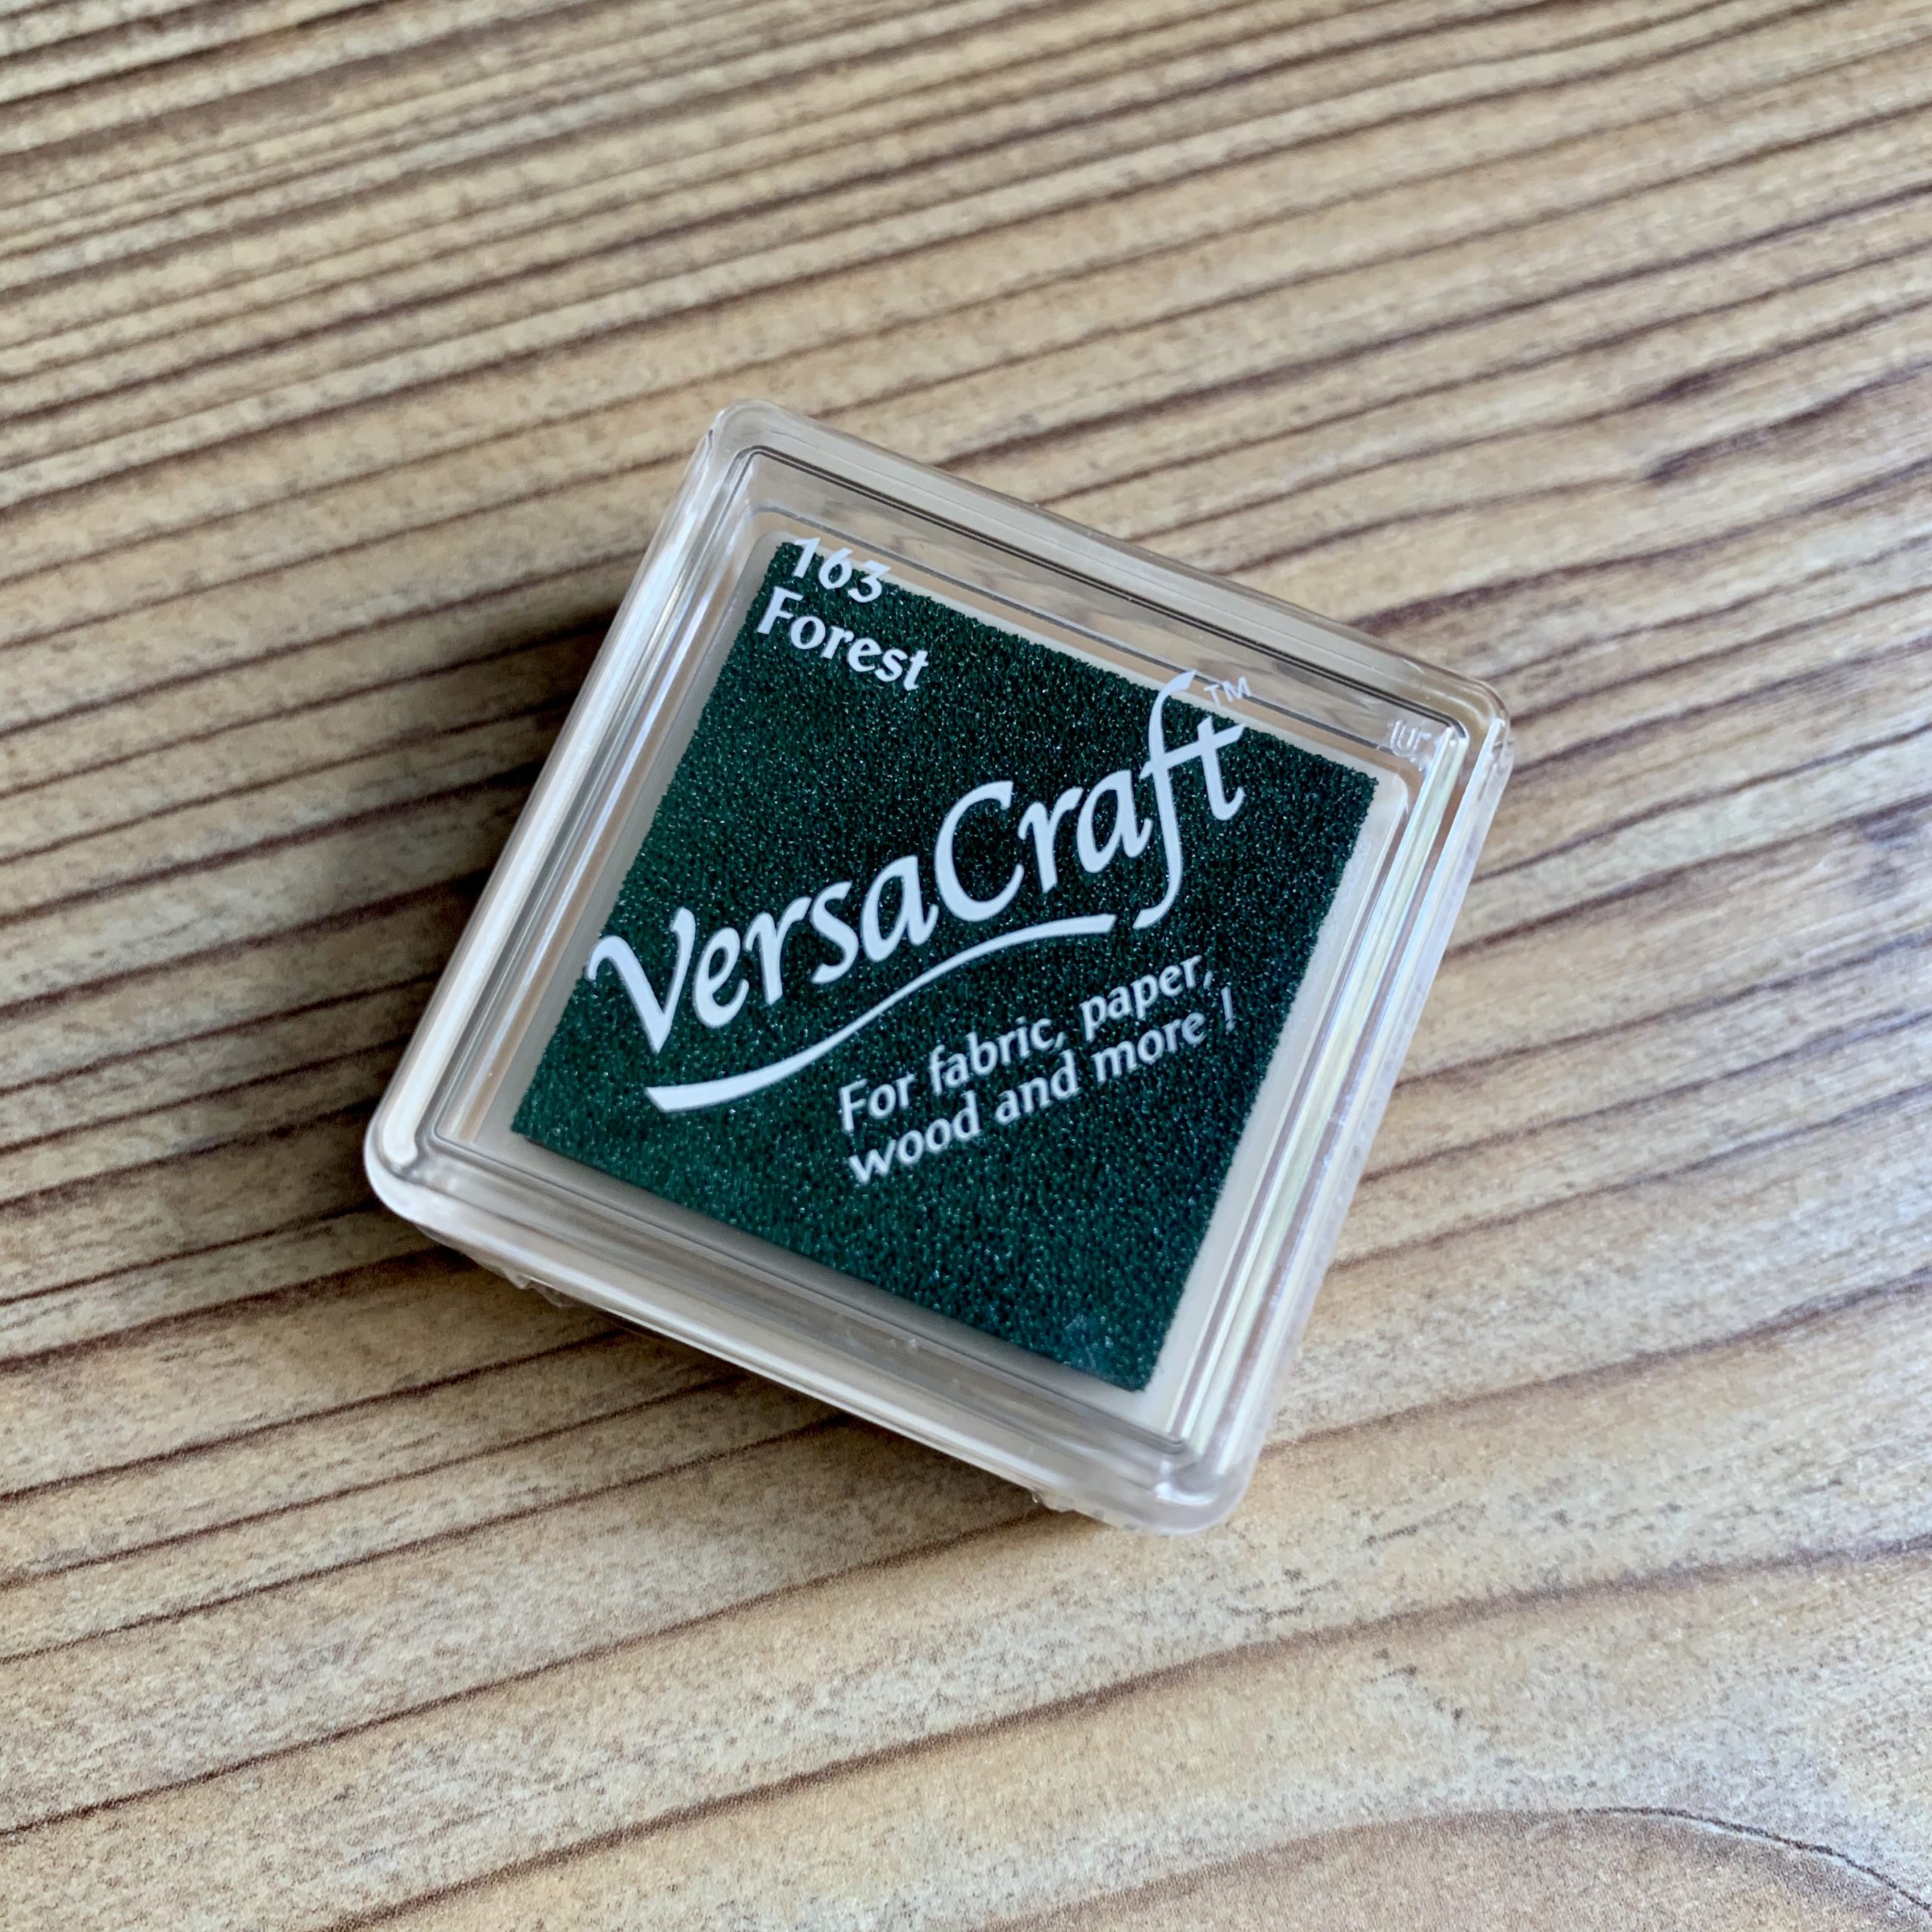 163
Forest
VersaCraft™
For fabric, paper,
wood and more !